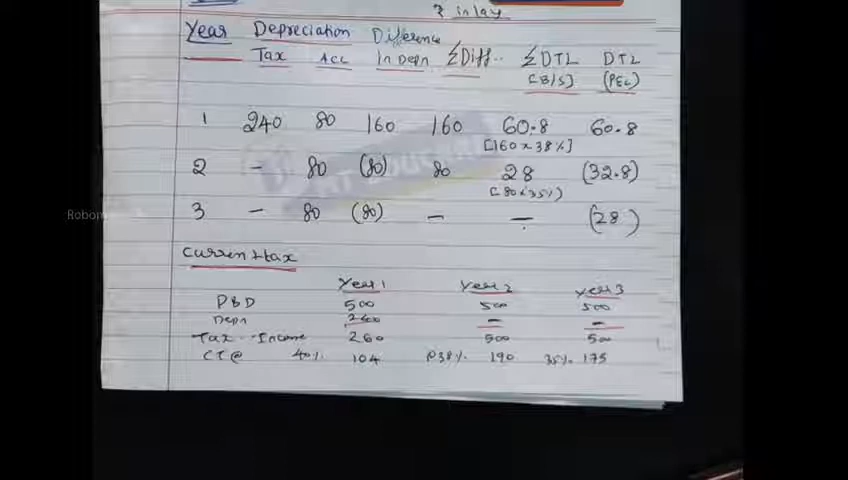 ₹ in lay
Year Depreciation Difference
Tax ACC In Depn ΣDiff.. ΣDTL DTL
[B/S] (P&L)
1 240 80 160 160 60.8 60.8
[160 x 38%]
2 - 80 (80) 80 28 (32.8)
[80x35%)
3 - 80 (80) - - (28)
Robom
Current tax
Year 1 Year 2 Year 3
PBD 500 500 500
Depn 240 - -
Tax Income 260 500 500
CT@ 40% 104 @38% 190 35% 175